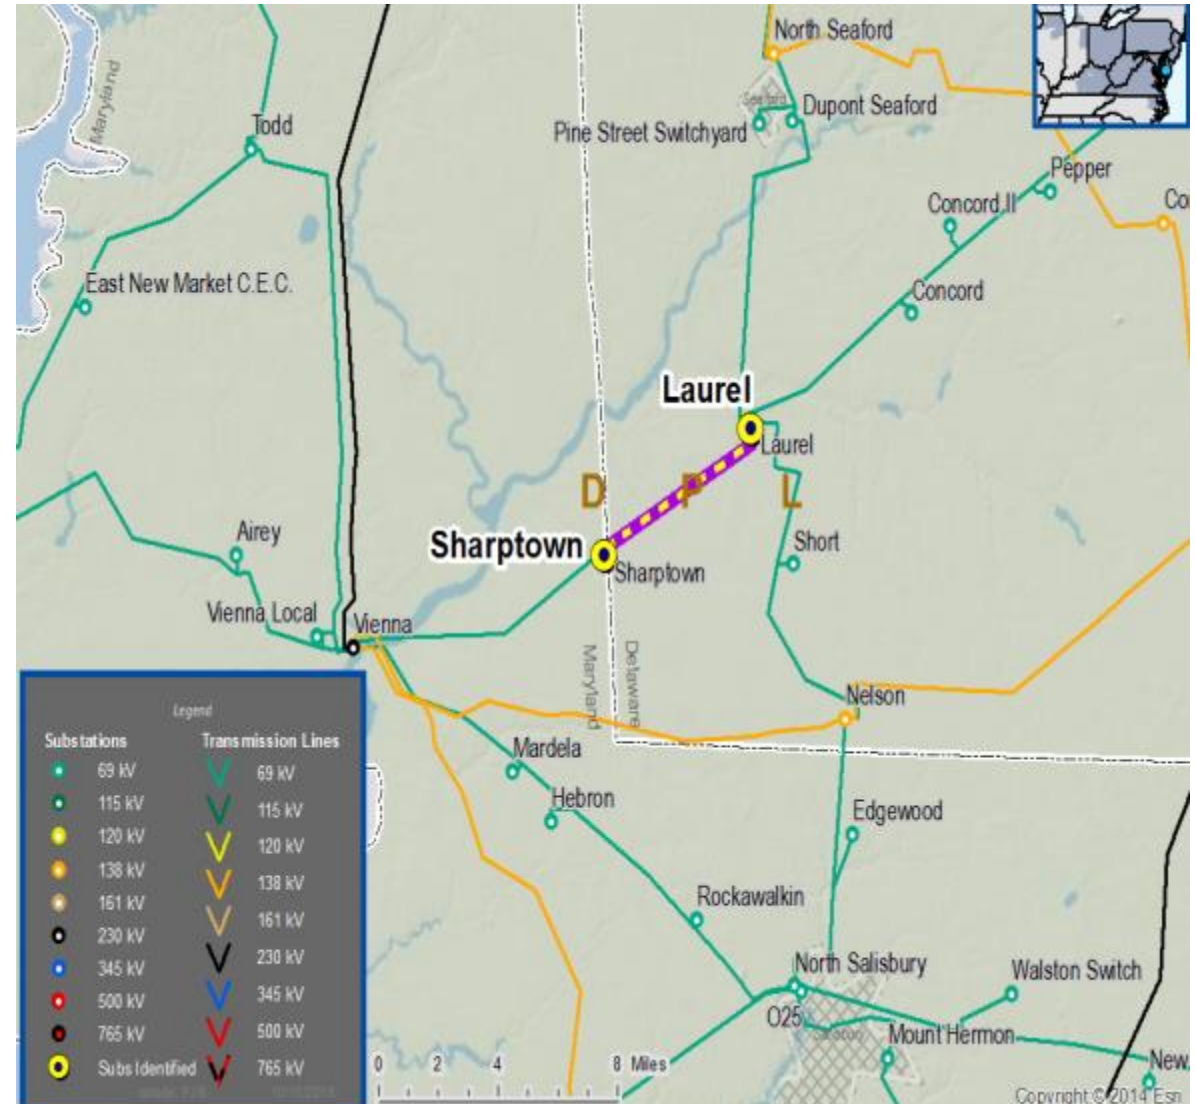 North Seaford
Maryland
Seaford
Dupont Seaford
Todd
Pine Street Switchyard
Pepper
Concord II
Co
East New Market C.E.C.
Concord
Laurel
Laurel
D P L
Airey
Sharptown
Short
Sharptown
Vienna Local
Vienna
Maryland
Delaware
Nelson
Legend
Substations
Transmission Lines
69 kV
69 kV
115 kV
115 kV
120 kV
120 kV
138 kV
138 kV
161 kV
161 kV
230 kV
230 kV
345 kV
345 kV
500 kV
500 kV
765 kV
765 kV
Subs Identified
Mardela
Hebron
Edgewood
Rockawalkin
North Salisbury
Walston Switch
O25
Mount Hermon
New
0 2 4 8 Miles
Copyright © 2014 Esri